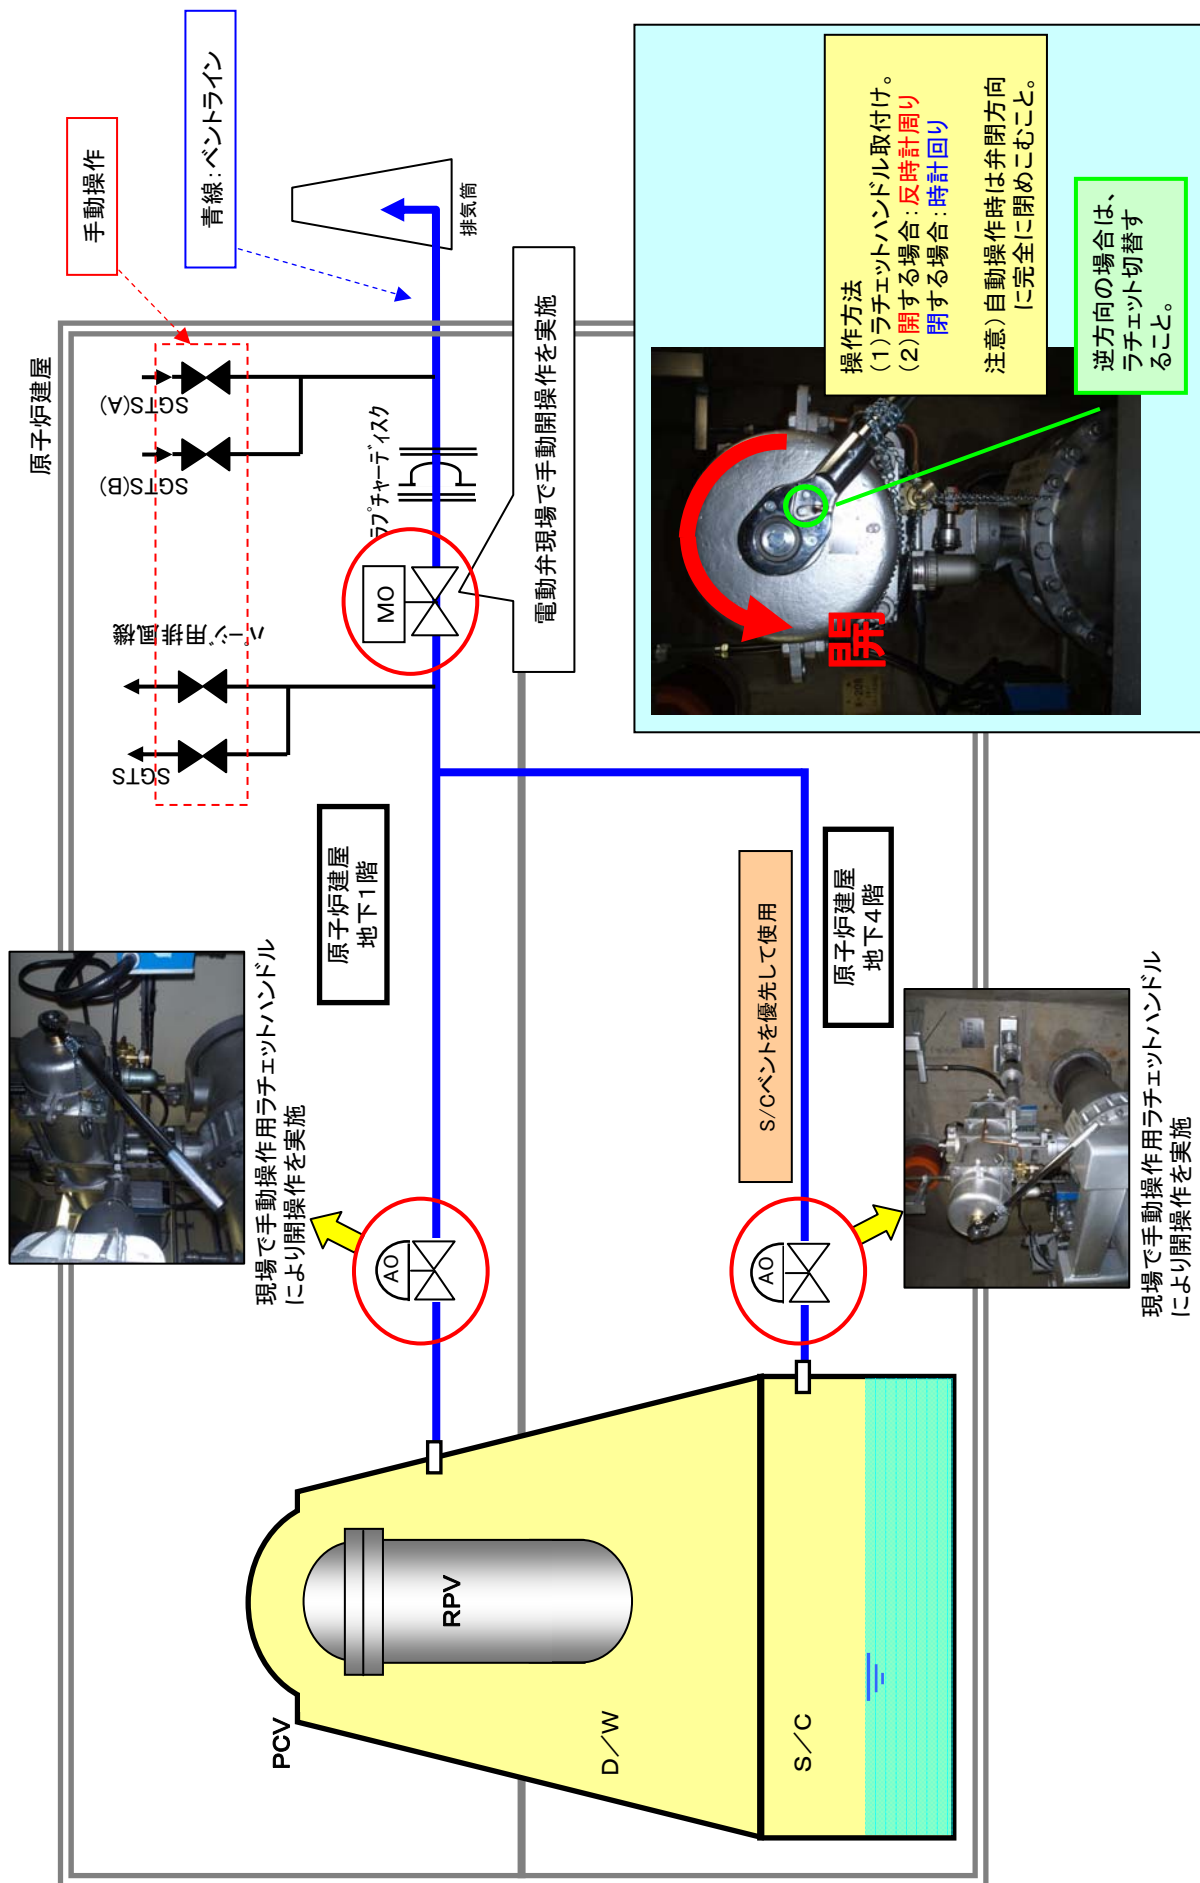 原子炉建屋
手動操作
青線:ベントライン
SGTS
パージ用排風機
SGTS(B)
SGTS(A)
排気筒
ラプチャーディスク
MO
電動弁現場で手動開操作を実施
現場で手動操作用ラチェットハンドル
により開操作を実施
原子炉建屋
地下1階
AO
PCV
RPV
D/W
S/C
S/Cベントを優先して使用
原子炉建屋
地下4階
AO
現場で手動操作用ラチェットハンドル
により開操作を実施
操作方法
(1)ラチェットハンドル取付け。
(2)開する場合:反時計周り
閉する場合:時計回り
注意)自動操作時は弁閉方向
に完全に閉めこむこと。
開
逆方向の場合は、
ラチェット切替す
ること。